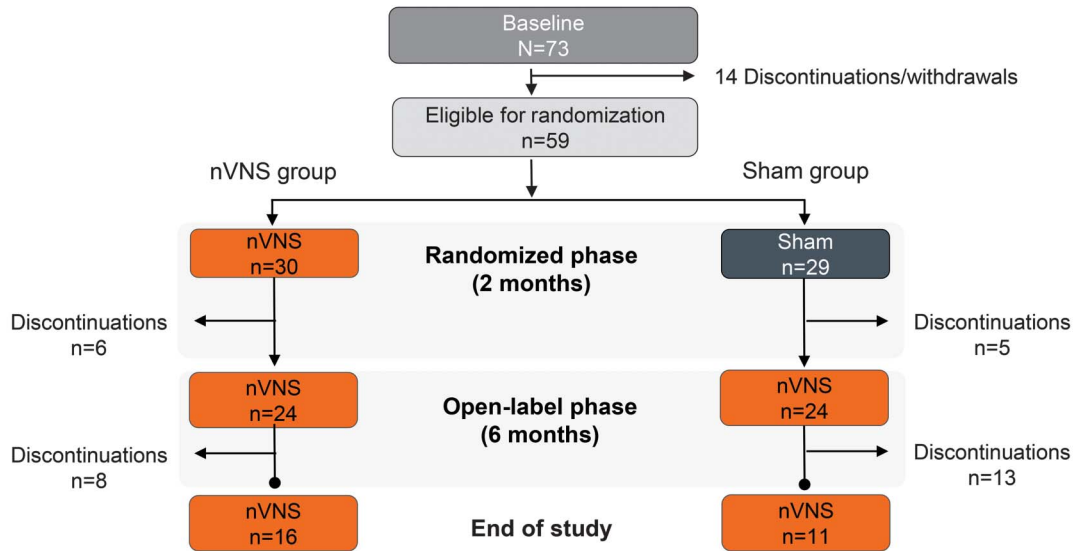 Baseline
N=73
14 Discontinuations/withdrawals
Eligible for randomization
n=59
nVNS group
Sham group
nVNS
n=30
Randomized phase
(2 months)
Sham
n=29
Discontinuations
n=6
Discontinuations
n=5
nVNS
n=24
Open-label phase
(6 months)
nVNS
n=24
Discontinuations
n=8
Discontinuations
n=13
nVNS
n=16
End of study
nVNS
n=11